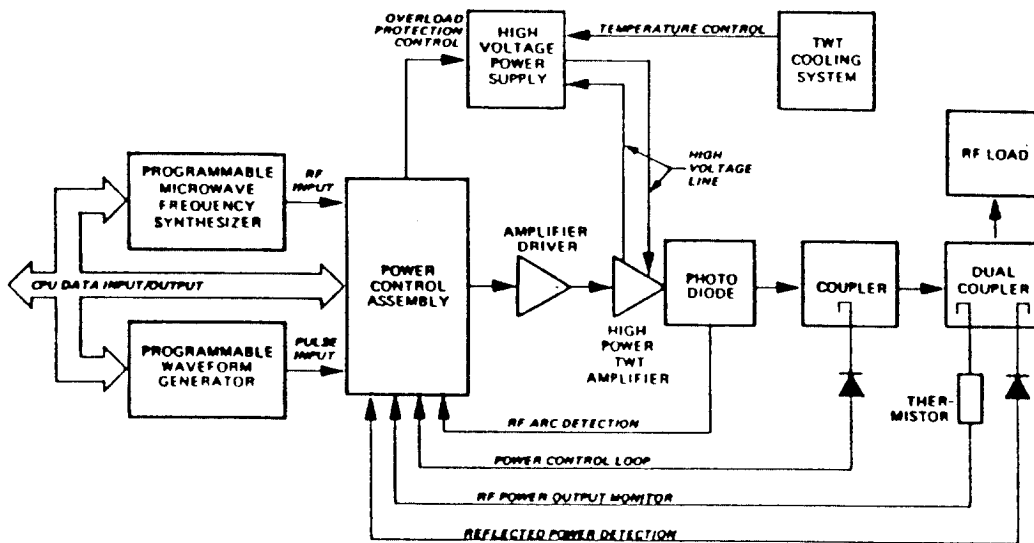 OVERLOAD
PROTECTION
CONTROL
HIGH
VOLTAGE
POWER
SUPPLY
TEMPERATURE CONTROL
TWT
COOLING
SYSTEM
RF LOAD
PROGRAMMABLE
MICROWAVE
FREQUENCY
SYNTHESIZER
RF
INPUT
HIGH
VOLTAGE
LINE
CPU DATA INPUT/OUTPUT
POWER
CONTROL
ASSEMBLY
AMPLIFIER
DRIVER
PHOTO
DIODE
COUPLER
DUAL
COUPLER
PROGRAMMABLE
WAVEFORM
GENERATOR
PULSE
INPUT
HIGH
POWER
TWT
AMPLIFIER
THER-
MISTOR
RF ARC DETECTION
POWER CONTROL LOOP
RF POWER OUTPUT MONITOR
REFLECTED POWER DETECTION